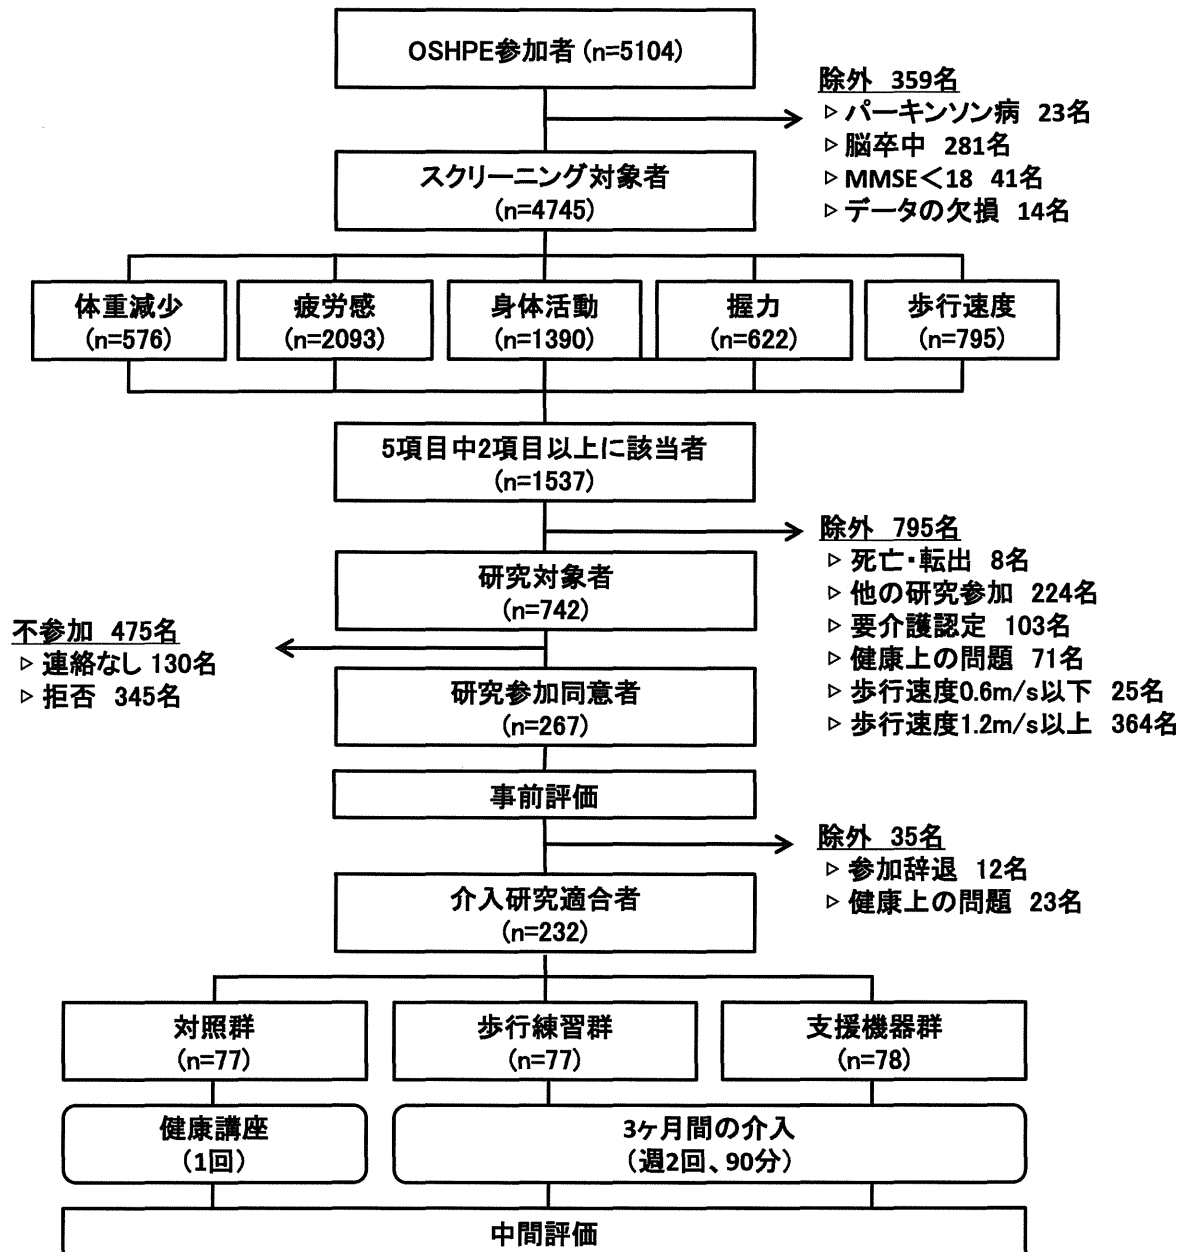 OSHPE参加者 (n=5104)
除外 359名
▷ パーキンソン病 23名
▷ 脳卒中 281名
▷ MMSE＜18 41名
▷ データの欠損 14名
スクリーニング対象者
(n=4745)
体重減少
(n=576)
疲労感
(n=2093)
身体活動
(n=1390)
握力
(n=622)
歩行速度
(n=795)
5項目中2項目以上に該当者
(n=1537)
除外 795名
▷ 死亡・転出 8名
▷ 他の研究参加 224名
▷ 要介護認定 103名
▷ 健康上の問題 71名
▷ 歩行速度0.6m/s以下 25名
▷ 歩行速度1.2m/s以上 364名
研究対象者
(n=742)
不参加 475名
▷ 連絡なし 130名
▷ 拒否 345名
研究参加同意者
(n=267)
事前評価
除外 35名
▷ 参加辞退 12名
▷ 健康上の問題 23名
介入研究適合者
(n=232)
対照群
(n=77)
歩行練習群
(n=77)
支援機器群
(n=78)
健康講座
（1回）
3ヶ月間の介入
（週2回、90分）
中間評価